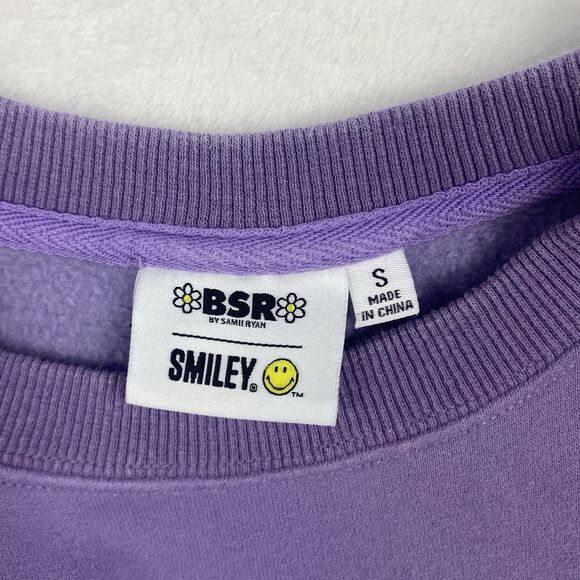 BSR
BY SAMII RYAN
SMILEY®
™
S
MADE
IN CHINA